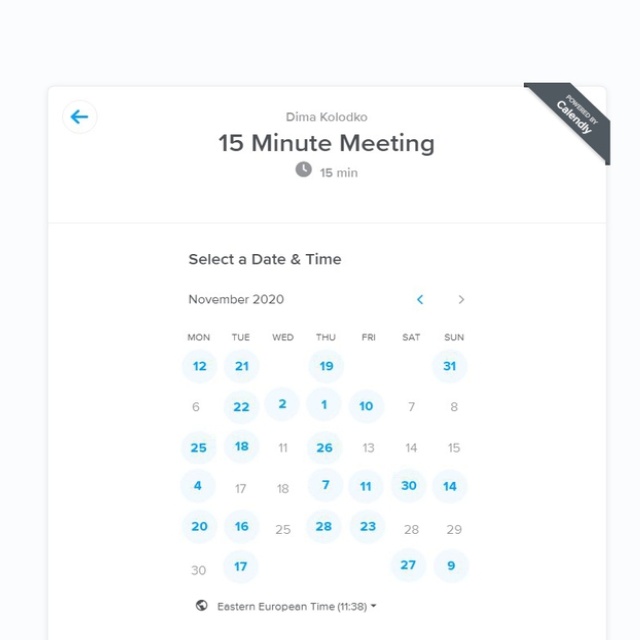 POWERED BY
Calendly
Dima Kolodko
15 Minute Meeting
15 min
Select a Date & Time
November 2020
MON TUE WED THU FRI SAT SUN
12 21 19 31
6 22 2 1 10 7 8
25 18 11 26 13 14 15
4 17 18 7 11 30 14
20 16 25 28 23 28 29
30 17 27 9
Eastern European Time (11:38)